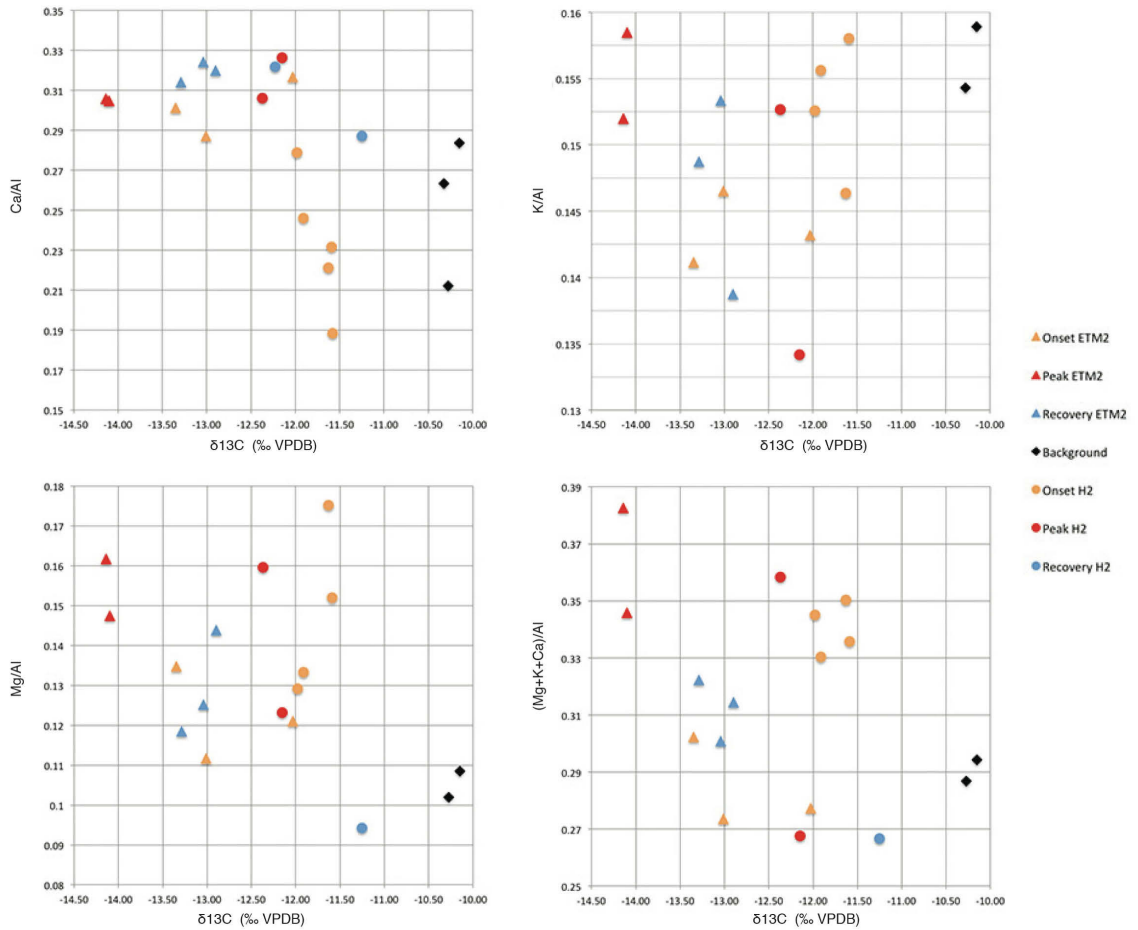 Ca/Al
0.35
0.33
0.31
0.29
0.27
0.25
0.23
0.21
0.19
0.17
0.15
-14.50 -14.00 -13.50 -13.00 -12.50 -12.00 -11.50 -11.00 -10.50 -10.00
δ13C (‰ VPDB)
K/Al
0.16
0.155
0.15
0.145
0.14
0.135
0.13
-14.50 -14.00 -13.50 -13.00 -12.50 -12.00 -11.50 -11.00 -10.50 -10.00
δ13C (‰ VPDB)
Onset ETM2
Peak ETM2
Recovery ETM2
Background
Onset H2
Peak H2
Recovery H2
Mg/Al
0.18
0.17
0.16
0.15
0.14
0.13
0.12
0.11
0.1
0.09
0.08
-14.50 -14.00 -13.50 -13.00 -12.50 -12.00 -11.50 -11.00 -10.50 -10.00
δ13C (‰ VPDB)
(Mg+K+Ca)/Al
0.39
0.37
0.35
0.33
0.31
0.29
0.27
0.25
-14.50 -14.00 -13.50 -13.00 -12.50 -12.00 -11.50 -11.00 -10.50 -10.00
δ13C (‰ VPDB)